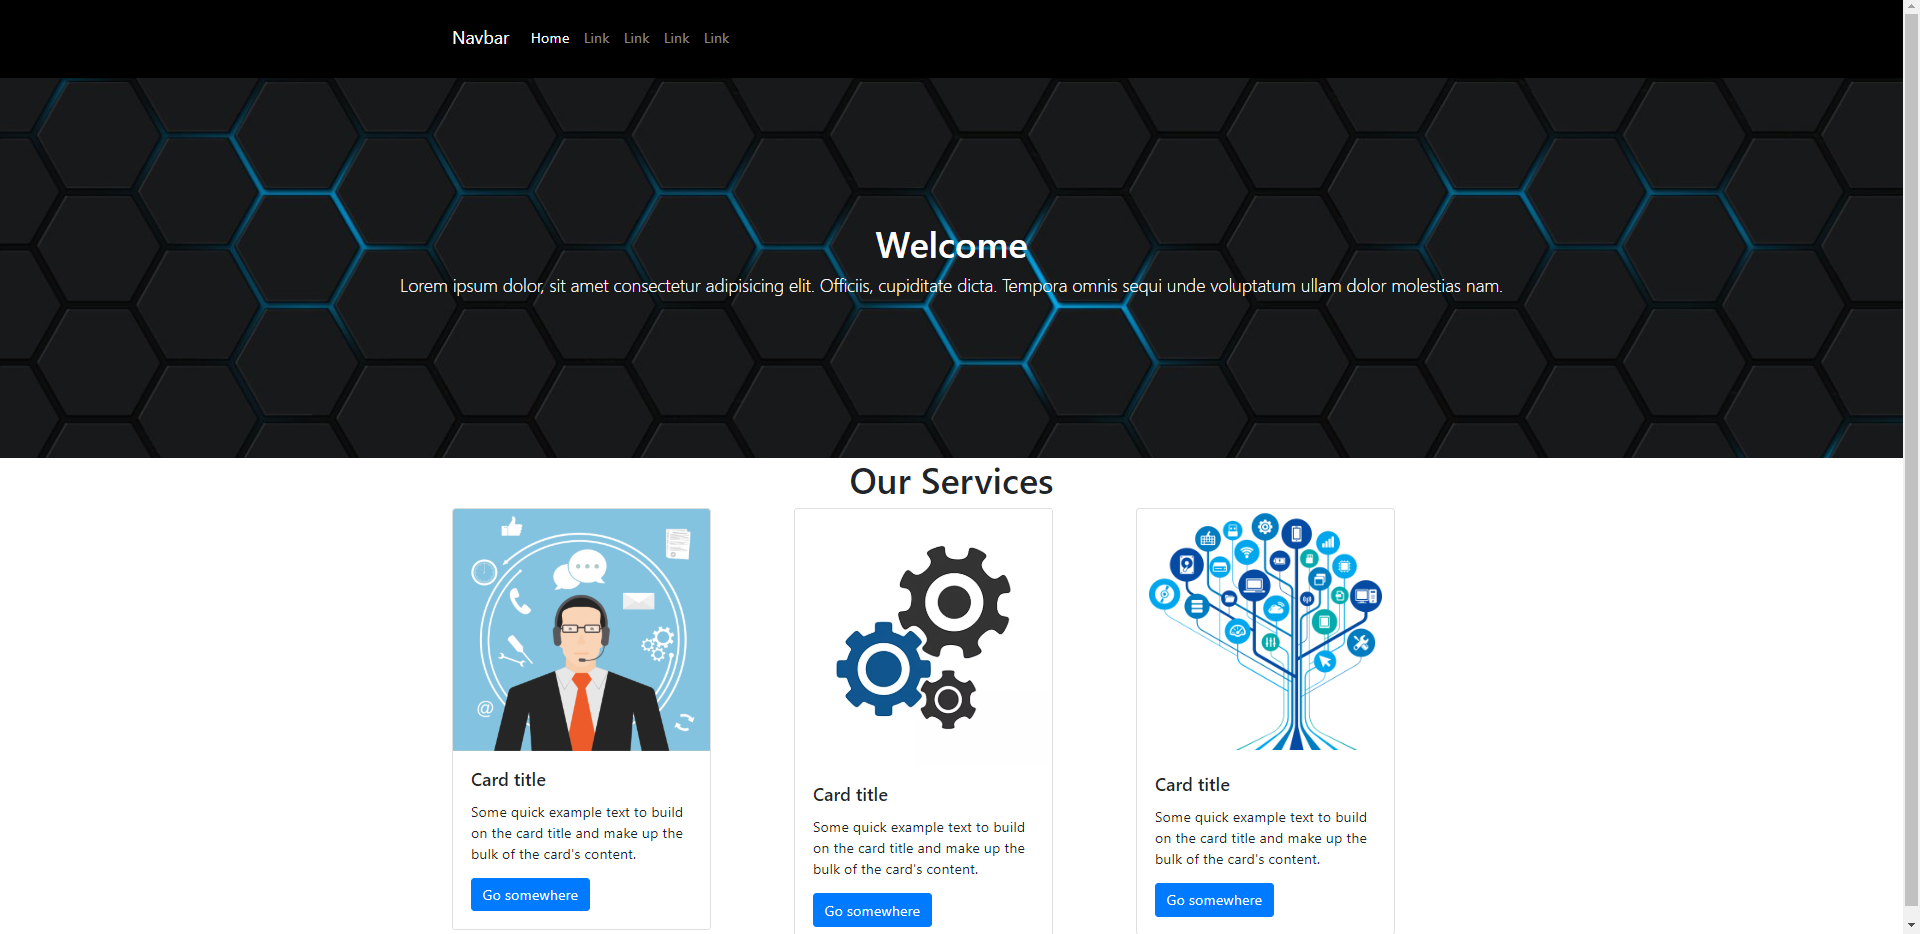 Navbar Home Link Link Link Link
Welcome
Lorem ipsum dolor, sit amet consectetur adipisicing elit. Officiis, cupiditate dicta. Tempora omnis sequi unde voluptatum ullam dolor molestias nam.
Our Services
@
Card title
Some quick example text to build
on the card title and make up the
bulk of the card's content.
Go somewhere
Card title
Some quick example text to build
on the card title and make up the
bulk of the card's content.
Go somewhere
Card title
Some quick example text to build
on the card title and make up the
bulk of the card's content.
Go somewhere